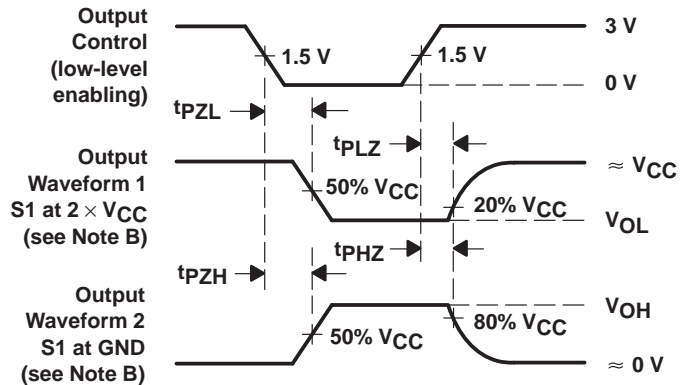 Output
Control
(low-level
enabling)
1.5 V
1.5 V
3 V
0 V
tPZL
tPLZ
Output
Waveform 1
S1 at 2 × VCC
(see Note B)
50% VCC
20% VCC
≈ VCC
VOL
tPZH
tPHZ
Output
Waveform 2
S1 at GND
(see Note B)
50% VCC
80% VCC
VOH
≈ 0 V